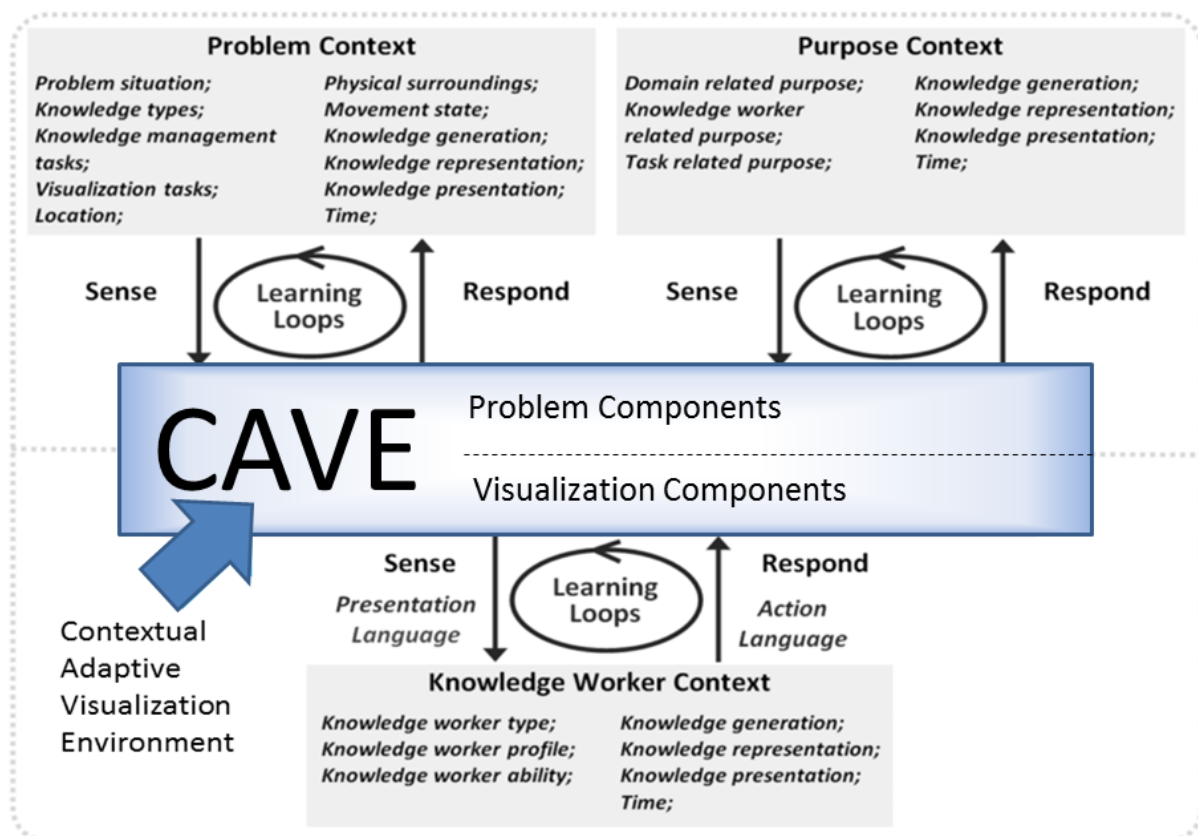 Problem Context
Problem situation;
Knowledge types;
Knowledge management
tasks;
Visualization tasks;
Location;
Physical surroundings;
Movement state;
Knowledge generation;
Knowledge representation;
Knowledge presentation;
Time;
Purpose Context
Domain related purpose;
Knowledge worker
related purpose;
Task related purpose;
Knowledge generation;
Knowledge representation;
Knowledge presentation;
Time;
Sense
Learning
Loops
Respond
Sense
Learning
Loops
Respond
CAVE
Problem Components
Visualization Components
Contextual
Adaptive
Visualization
Environment
Sense
Presentation
Language
Learning
Loops
Respond
Action
Language
Knowledge Worker Context
Knowledge worker type;
Knowledge worker profile;
Knowledge worker ability;
Knowledge generation;
Knowledge representation;
Knowledge presentation;
Time;